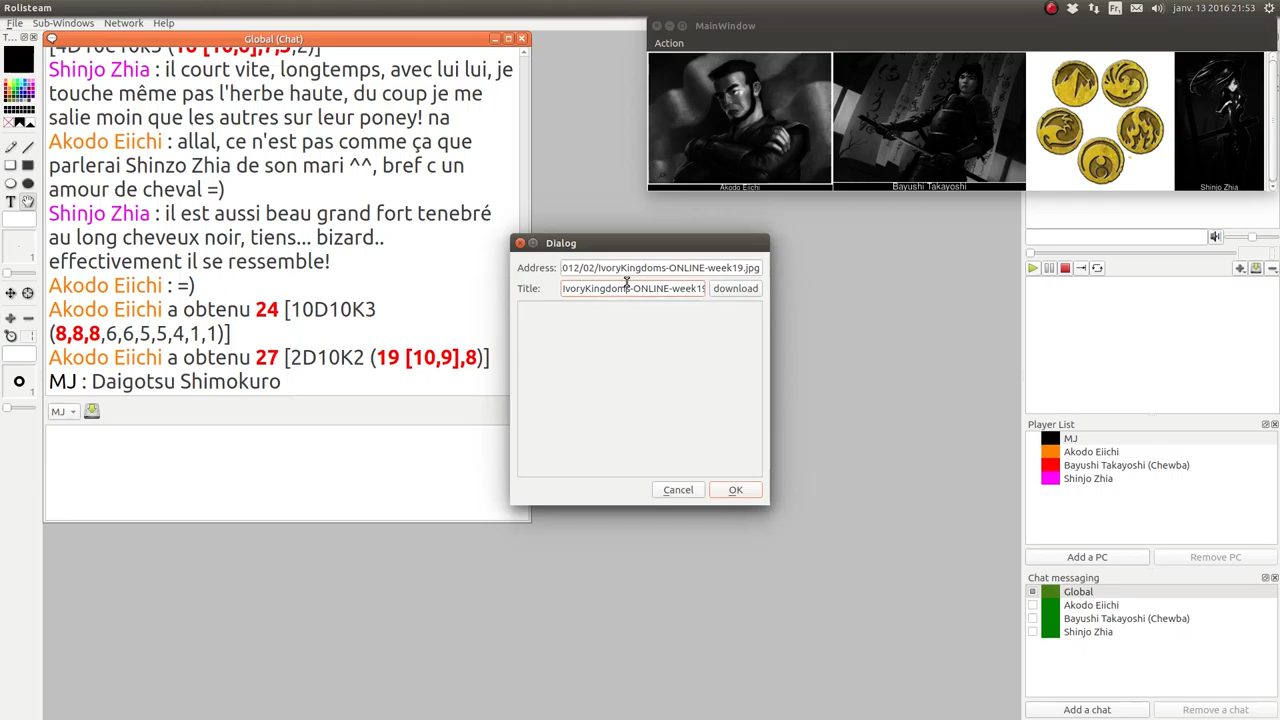 Rolisteam
Fr
janv. 13 2016 21:53
File Sub-Windows Network Help
T...
Global (Chat)
Shinjo Zhia : il court vite, longtemps, avec lui lui, je
touche même pas l'herbe haute, du coup je me
salie moin que les autres sur leur poney! na
Akodo Eiichi : allal, ce n'est pas comme ça que
parlerai Shinzo Zhia de son mari ^^, bref c un
amour de cheval =)
Shinjo Zhia : il est aussi beau grand fort tenebré
au long cheveux noir, tiens... bizard..
effectivement il se ressemble!
Akodo Eiichi : =)
Akodo Eiichi a obtenu 24 [10D10K3
(8,8,8,6,6,5,5,4,1,1)]
Akodo Eiichi a obtenu 27 [2D10K2 (19 [10,9],8)]
MJ : Daigotsu Shimokuro
MJ
T
1
1
1
MainWindow
Action
Akodo Eiichi
Bayushi Takayoshi
Shinjo Zhia
Dialog
Address: 012/02/IvoryKingdoms-ONLINE-week19.jpg
Title: IvoryKingdoms-ONLINE-week19 download
Cancel OK
Player List
MJ
Akodo Eiichi
Bayushi Takayoshi (Chewba)
Shinjo Zhia
Add a PC Remove PC
Chat messaging
Global
Akodo Eiichi
Bayushi Takayoshi (Chewba)
Shinjo Zhia
Add a chat Remove a chat